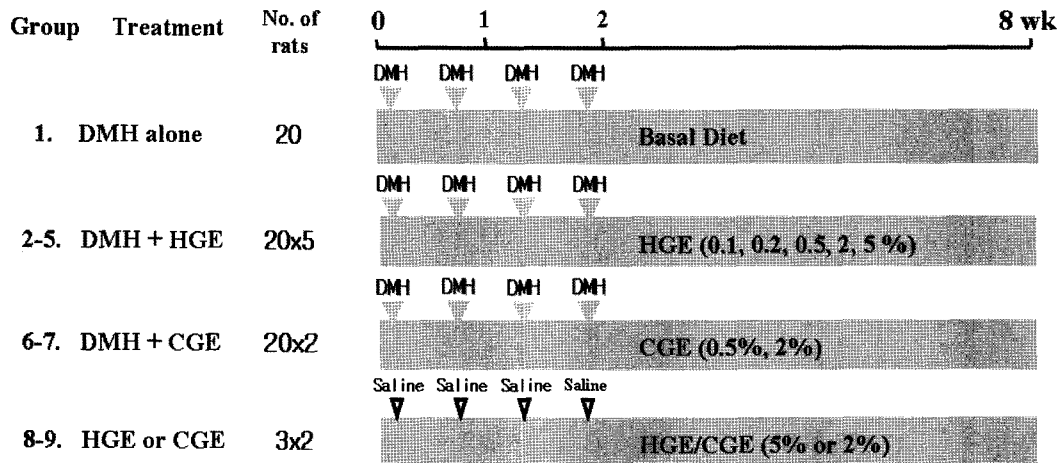 Group Treatment No. of rats 0 1 2 8 wk
DMH DMH DMH DMH
1. DMH alone 20 Basal Diet
DMH DMH DMH DMH
2-5. DMH + HGE 20x5 HGE (0.1, 0.2, 0.5, 2, 5 %)
DMH DMH DMH DMH
6-7. DMH + CGE 20x2 CGE (0.5%, 2%)
Saline Saline Saline Saline
8-9. HGE or CGE 3x2 HGE/CGE (5% or 2%)